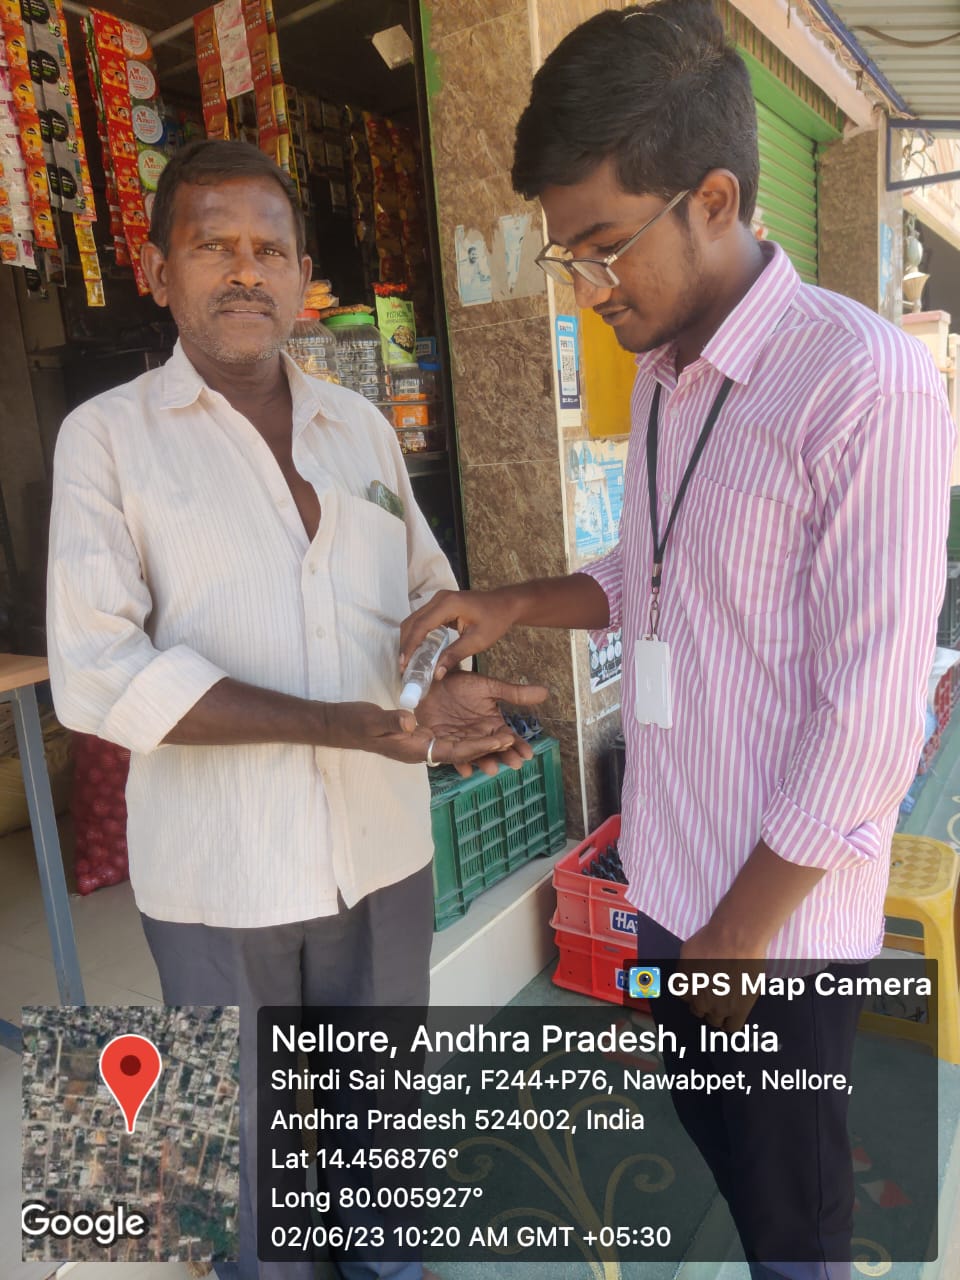 GPS Map Camera
Nellore, Andhra Pradesh, India
Shirdi Sai Nagar, F244+P76, Nawabpet, Nellore,
Andhra Pradesh 524002, India
Lat 14.456876°
Long 80.005927°
02/06/23 10:20 AM GMT +05:30
Google